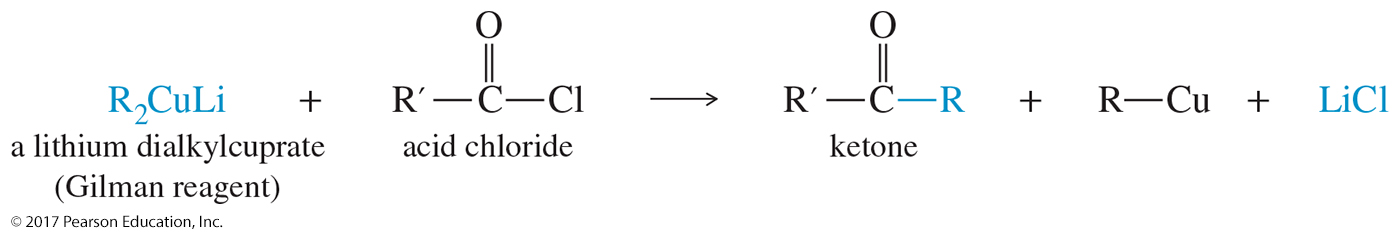 O O
R₂CuLi + R′—C—Cl ⟶ R′—C—R + R—Cu + LiCl
a lithium dialkylcuprate acid chloride ketone
(Gilman reagent)
© 2017 Pearson Education, Inc.